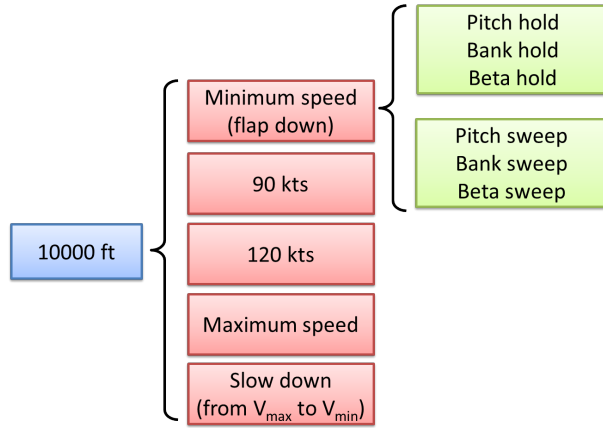 10000 ft
Minimum speed
(flap down)
90 kts
120 kts
Maximum speed
Slow down
(from Vmax to Vmin)
Pitch hold
Bank hold
Beta hold
Pitch sweep
Bank sweep
Beta sweep